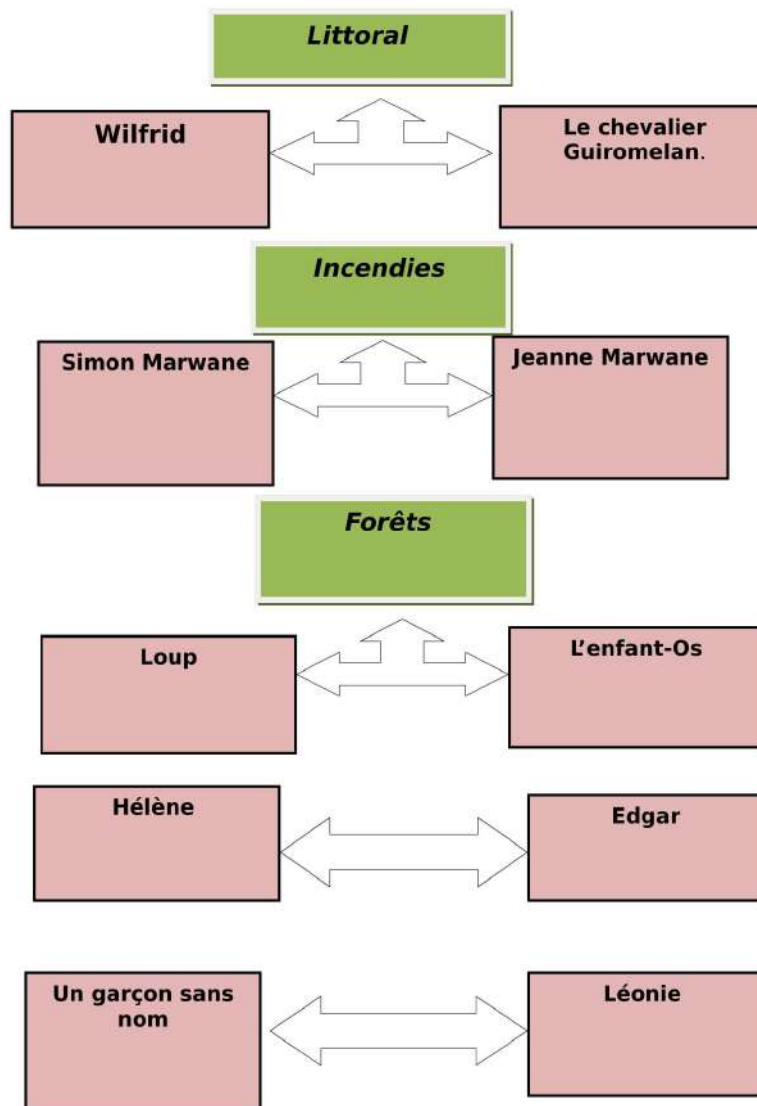 Littoral
Wilfrid
Le chevalier
Guiromelan.
Incendies
Simon Marwane
Jeanne Marwane
Forêts
Loup
L'enfant-Os
Hélène
Edgar
Un garçon sans
nom
Léonie